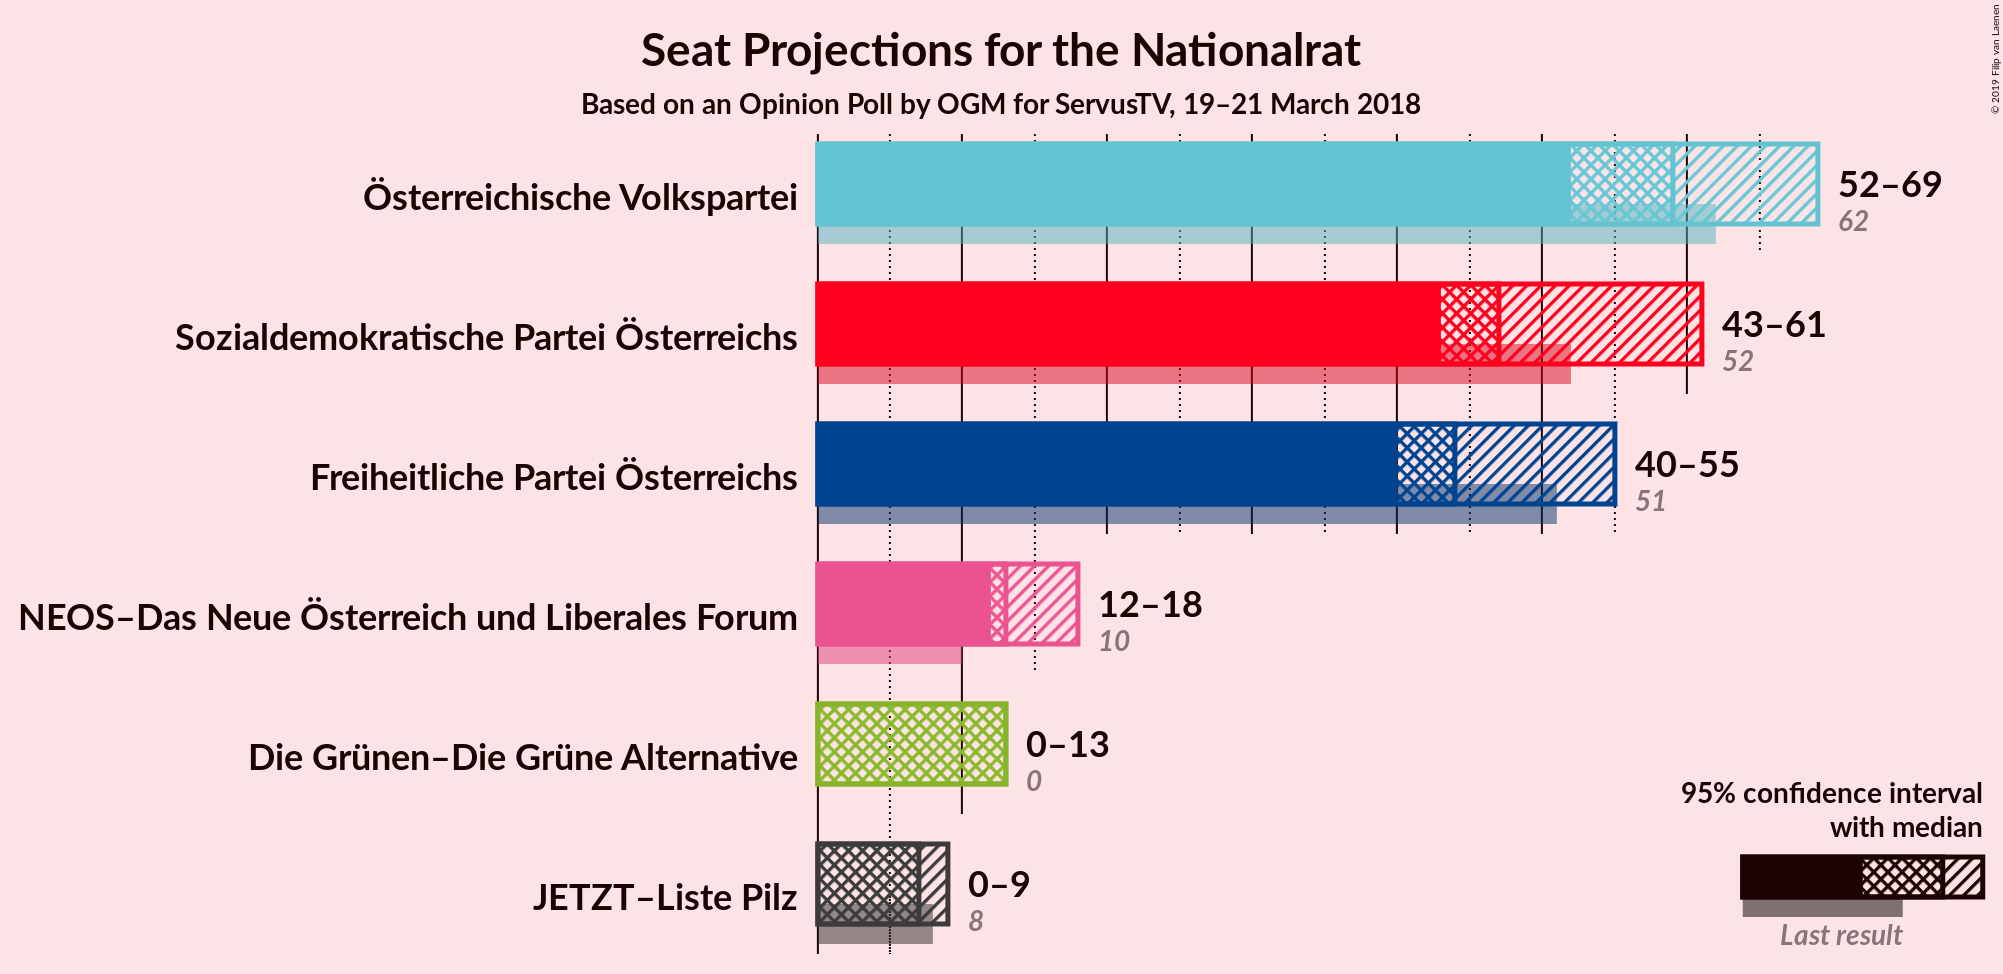 Seat Projections for the Nationalrat
Based on an Opinion Poll by OGM for ServusTV, 19–21 March 2018
© 2019 Filip van Laenen
Österreichische Volkspartei
52–69
62
Sozialdemokratische Partei Österreichs
43–61
52
Freiheitliche Partei Österreichs
40–55
51
NEOS–Das Neue Österreich und Liberales Forum
12–18
10
Die Grünen–Die Grüne Alternative
0–13
0
JETZT–Liste Pilz
0–9
8
95% confidence interval
with median
Last result